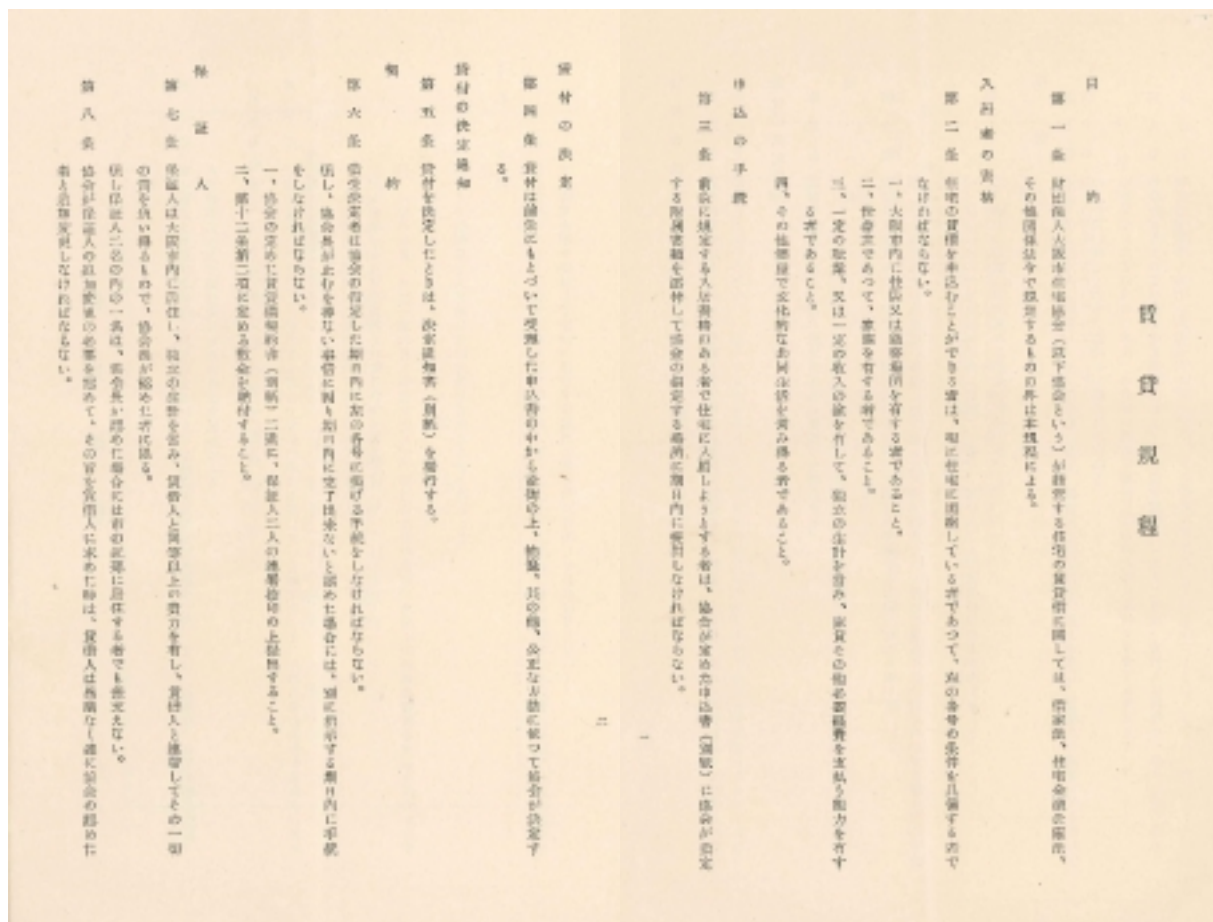 賃貸規程
目的
第一条 財団法人大阪市住宅協会(以下協会という)が経営する住宅の賃貸借に関しては、借家法、住宅金融公庫法、
その他関係法令で規定するものの外は本規程による。
入居者の資格
第二条 住宅の賃借を申込むことができる者は、現に住宅に困窮している者であつて、左の各号の条件を具備する者で
なければならない。
一、大阪市内に住所又は勤務場所を有する者であること。
二、世帯主であつて、家族を有する者であること。
三、一定の職業、又は一定の収入の途を有して、独立の生計を営み、家賃その他必要経費を支払う能力を有す
る者であること。
四、その他健全で文化的な共同生活を営み得る者であること。
申込の手続
第三条 前条に規定する入居資格のある者で住宅に入居しようとする者は、協会が定めた申込書(別紙)に協会が指定
する附属書類を添付して協会の指定する場所に期日内に提出しなければならない。
一
貸付の決定
第四条 貸付は前条にもとづいて受理した申込書の中から審査の上、抽籤、其の他、公正な方法に依つて協会が決定す
る。
貸付の決定通知
第五条 貸付を決定したときは、決定通知書(別紙)を発行する。
契約
第六条 借受決定者は協会の指定した期日内に左の各号に掲げる手続をしなければならない。
但し、協会長が止むを得ない事情に因り期日内に完了出来ないと認めた場合には、別に指示する期日内に手続
をしなければならない。
一、協会の定めた賃貸借契約書(別紙)二通に、保証人二人の連署捺印の上提出すること。
二、第十二条第二項に定める敷金を納付すること。
保証人
第七条 保証人は大阪市内に居住し、独立の生計を営み、賃借人と同等以上の資力を有し、賃借人と連帯してその一切
の責を負い得るもので、協会長が認めた者に限る。
但し保証人二名の内の一名は、協会長が認めた場合には市の近郊に居住する者でも差支えない。
第八条 協会が保証人の追加変更の必要を認めて、その旨を賃借人に求めた時は、賃借人は遅滞なく新に協会の認めた
者と追加変更しなければならない。
二